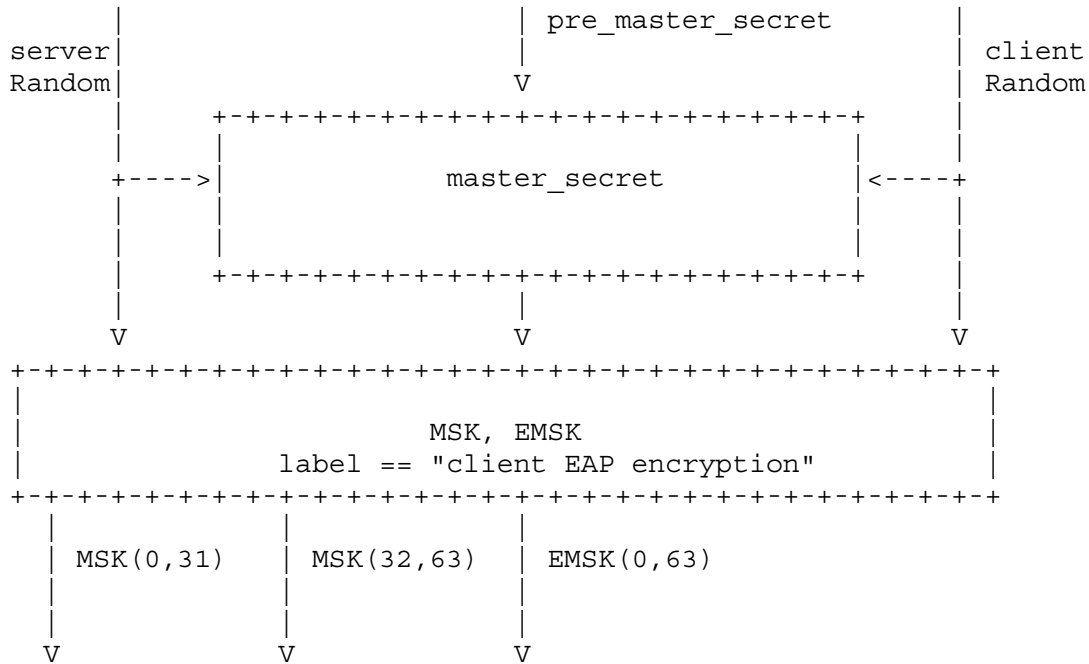 pre_master_secret
server client
Random Random
master_secret
MSK, EMSK
label == "client EAP encryption"
MSK(0,31) MSK(32,63) EMSK(0,63)